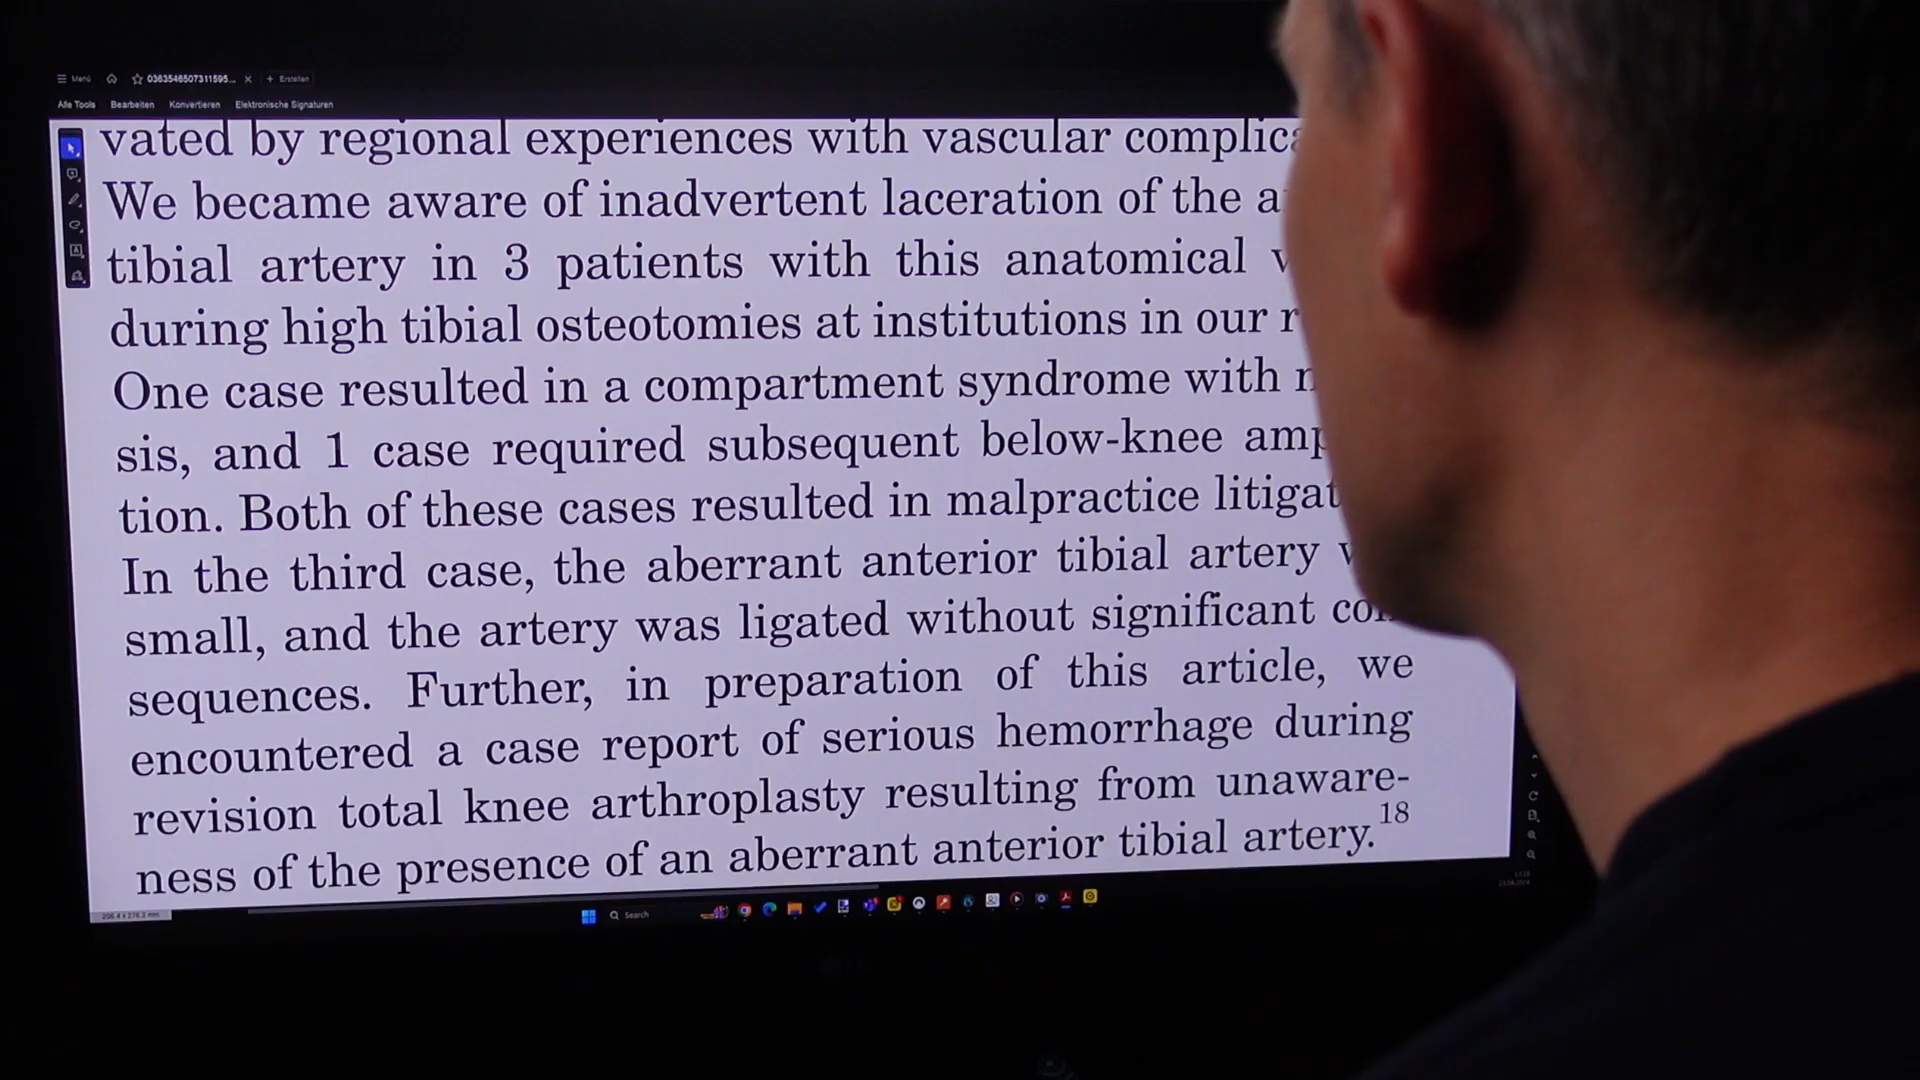 Menü 0363546507311595... Erstellen
Alle Tools Bearbeiten Konvertieren Elektronische Signaturen
vated by regional experiences with vascular complica
We became aware of inadvertent laceration of the a
tibial artery in 3 patients with this anatomical v
during high tibial osteotomies at institutions in our r
One case resulted in a compartment syndrome with n
sis, and 1 case required subsequent below-knee amp
tion. Both of these cases resulted in malpractice litigat
In the third case, the aberrant anterior tibial artery w
small, and the artery was ligated without significant con
sequences. Further, in preparation of this article, we
encountered a case report of serious hemorrhage during
revision total knee arthroplasty resulting from unaware-
ness of the presence of an aberrant anterior tibial artery.18
Search